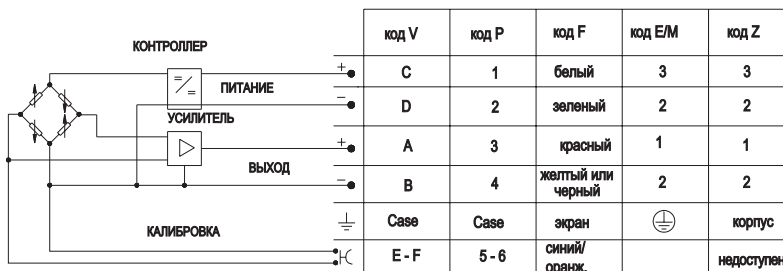 код V код P код F код E/M код Z
КОНТРОЛЛЕР
+ C 1 белый 3 3
ПИТАНИЕ
− D 2 зеленый 2 2
УСИЛИТЕЛЬ
+ A 3 красный 1 1
ВЫХОД
− B 4 желтый или черный 2 2
Case Case экран корпус
КАЛИБРОВКА
E - F 5 - 6 синий/ оранж. недоступен